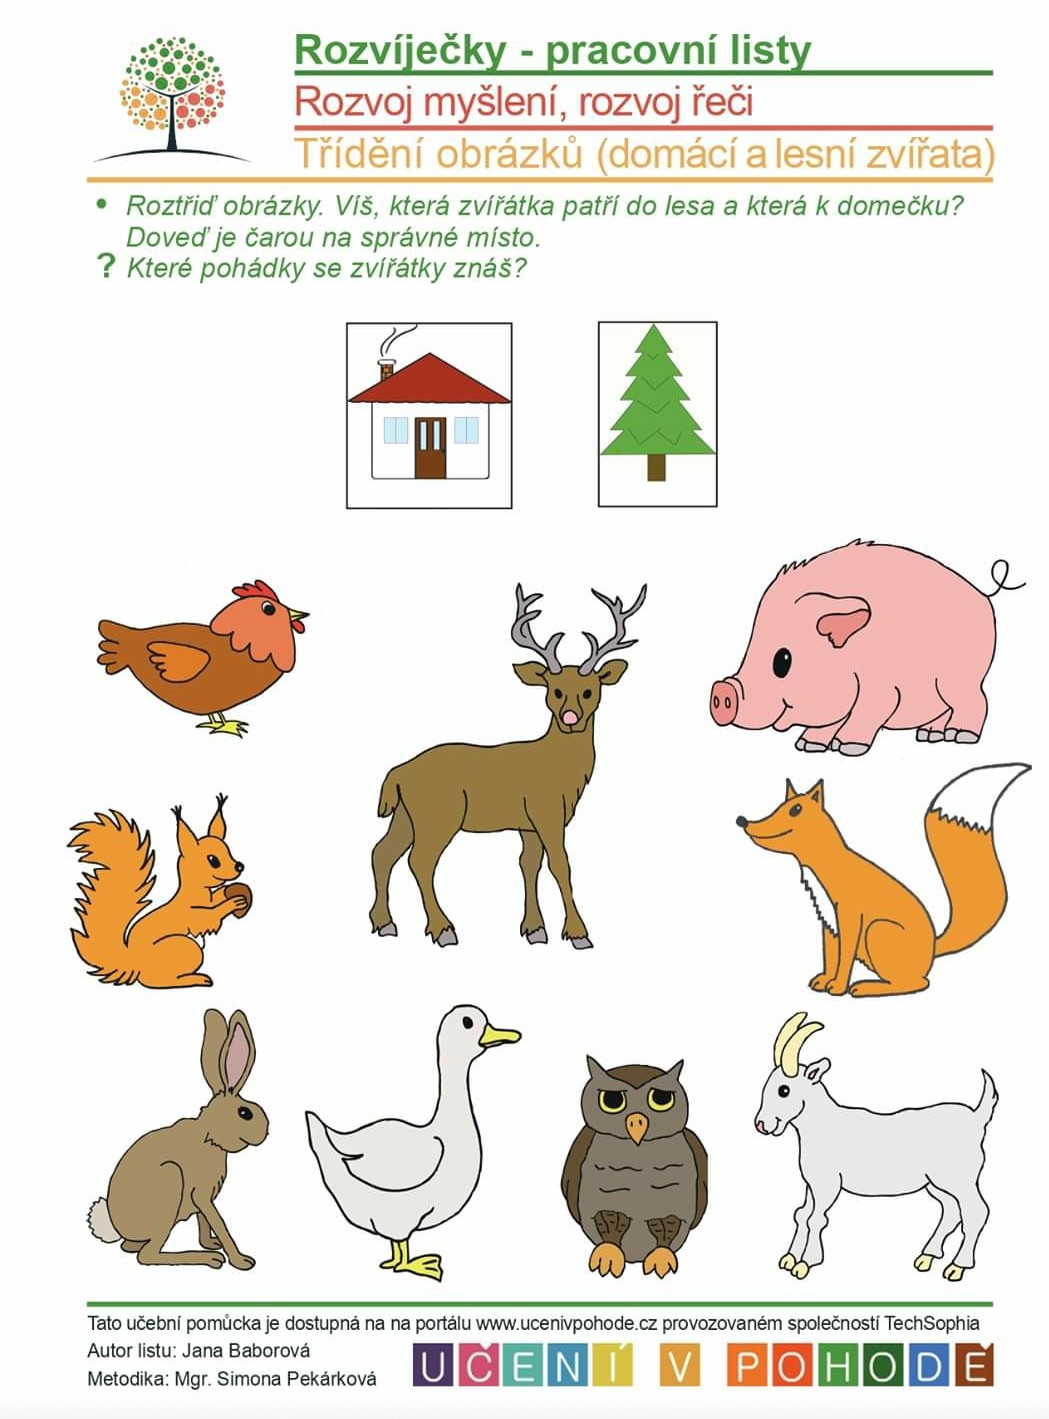 Rozvíječky - pracovní listy
Rozvoj myšlení, rozvoj řeči
Třídění obrázků (domácí a lesní zvířata)
• Roztřiď obrázky. Víš, která zvířátka patří do lesa a která k domečku?
Doveď je čarou na správné místo.
? Které pohádky se zvířátky znáš?
Tato učební pomůcka je dostupná na na portálu www.ucenivpohode.cz provozovaném společností TechSophia
Autor listu: Jana Baborová
Metodika: Mgr. Simona Pekárková
UČENÍ V POHODĚ